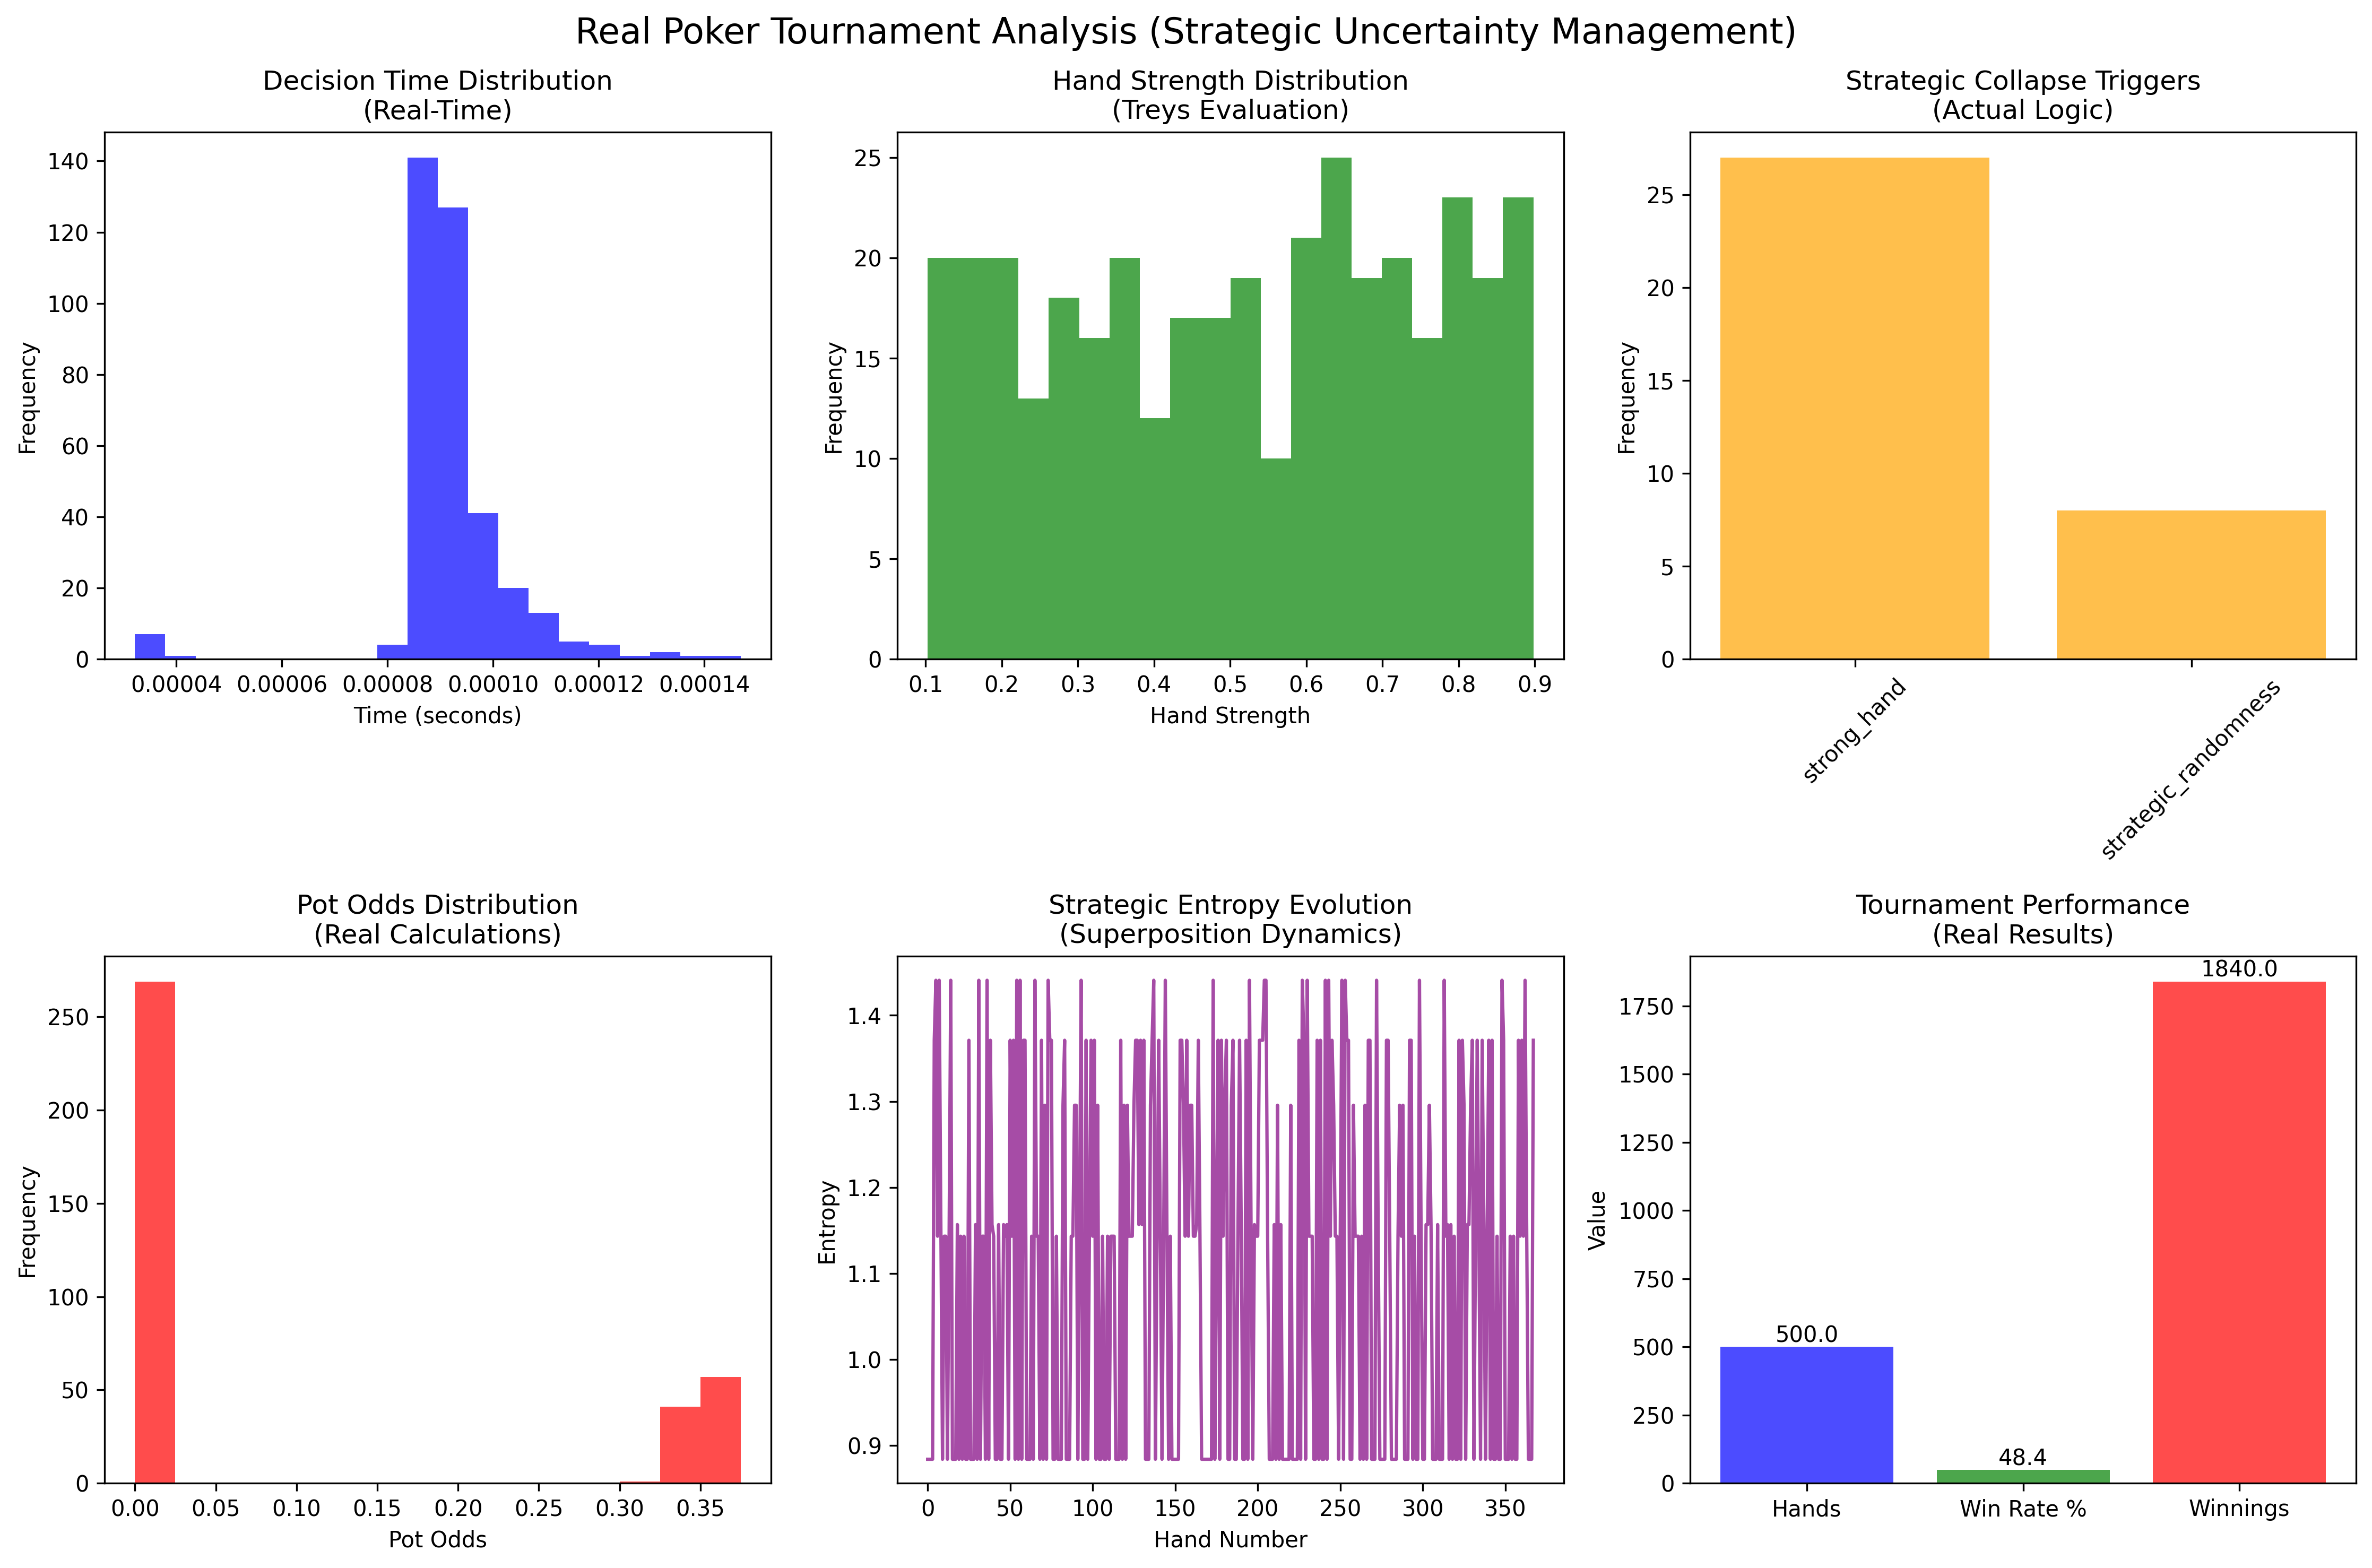 Real Poker Tournament Analysis (Strategic Uncertainty Management)
Decision Time Distribution
(Real-Time)
Frequency
140
120
100
80
60
40
20
0
0.00004 0.00006 0.00008 0.00010 0.00012 0.00014
Time (seconds)
Hand Strength Distribution
(Treys Evaluation)
Frequency
25
20
15
10
5
0
0.1 0.2 0.3 0.4 0.5 0.6 0.7 0.8 0.9
Hand Strength
Strategic Collapse Triggers
(Actual Logic)
Frequency
25
20
15
10
5
0
strong_hand
strategic_randomness
Pot Odds Distribution
(Real Calculations)
Frequency
250
200
150
100
50
0
0.00 0.05 0.10 0.15 0.20 0.25 0.30 0.35
Pot Odds
Strategic Entropy Evolution
(Superposition Dynamics)
Entropy
1.4
1.3
1.2
1.1
1.0
0.9
0 50 100 150 200 250 300 350
Hand Number
Tournament Performance
(Real Results)
Value
1750
1500
1250
1000
750
500
250
0
500.0
48.4
1840.0
Hands Win Rate % Winnings